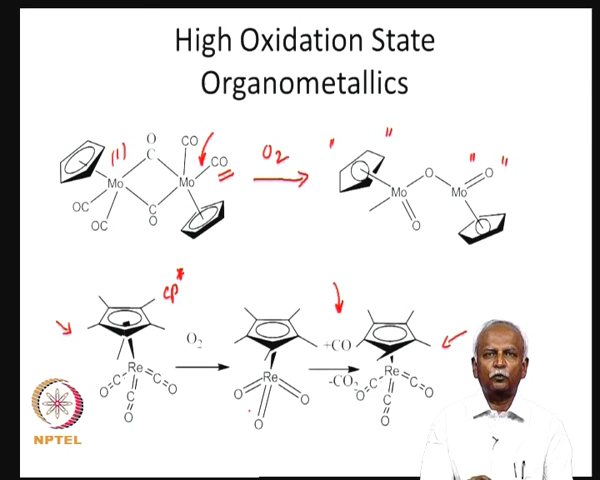 High Oxidation State
Organometallics
O
C
CO
CO
(1)
Mo
Mo
OC
OC
C
O
O2
O
Mo
Mo
O
O
Cp*
O2
+CO
-CO2
Re
O=C
C=O
C
O
Re
O
O
O
Re
O=C
C=O
C
O
NPTEL